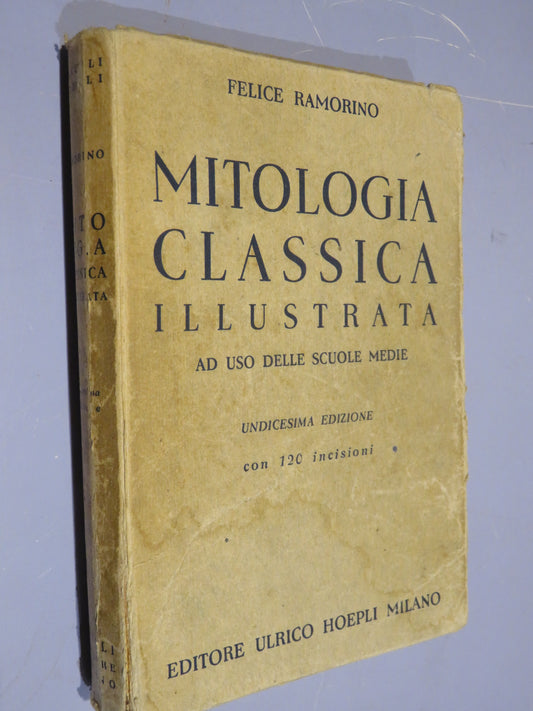 FELICE RAMORINO
MITOLOGIA
CLASSICA
ILLUSTRATA
AD USO DELLE SCUOLE MEDIE
UNDICESIMA EDIZIONE
con 120 incisioni
EDITORE ULRICO HOEPLI MILANO